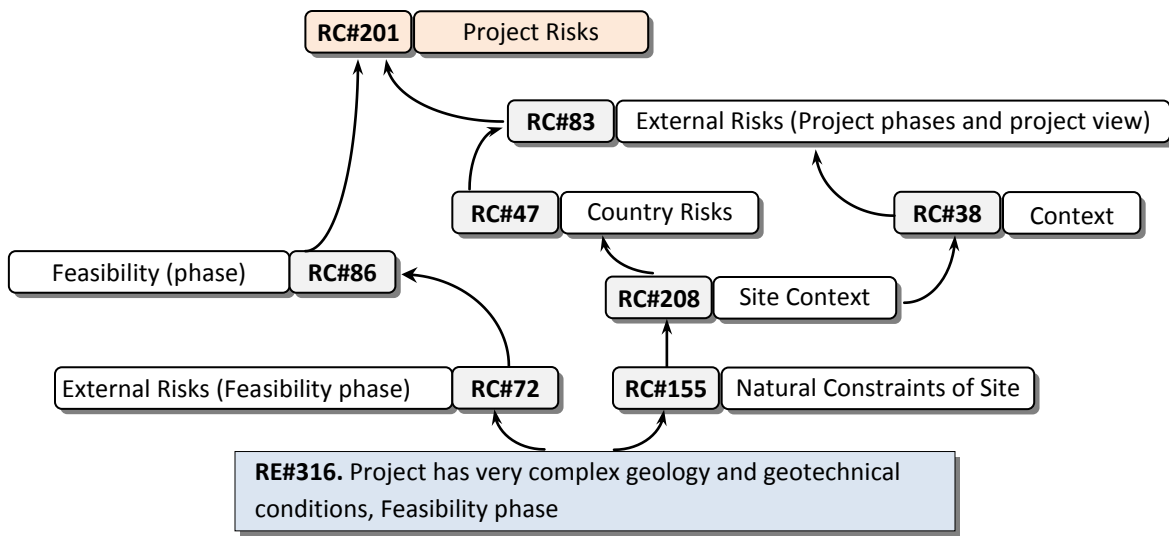 RC#201 Project Risks
RC#83 External Risks (Project phases and project view)
RC#47 Country Risks
RC#38 Context
Feasibility (phase) RC#86
RC#208 Site Context
External Risks (Feasibility phase) RC#72
RC#155 Natural Constraints of Site
RE#316. Project has very complex geology and geotechnical
conditions, Feasibility phase